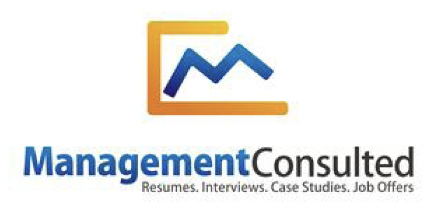 ManagementConsulted
Resumes. Interviews. Case Studies. Job Offers